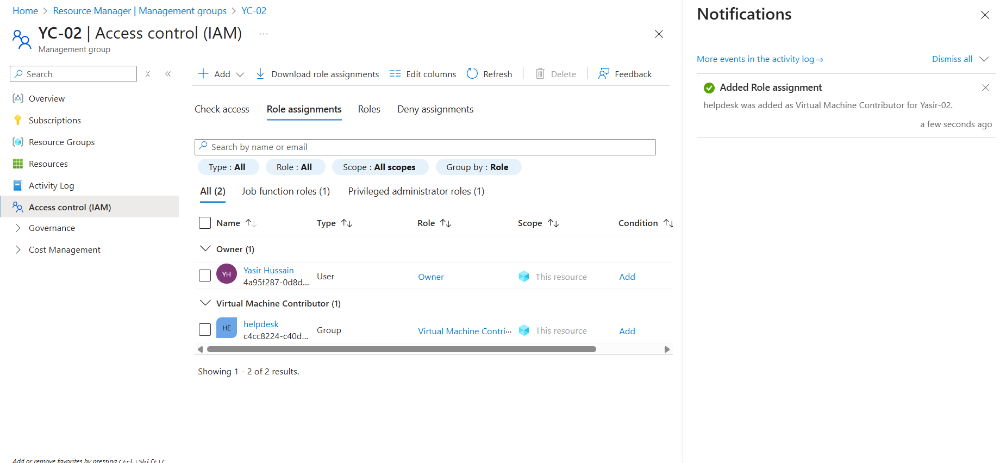 Home > Resource Manager | Management groups > YC-02
YC-02 | Access control (IAM) ...
Management group
Search
Overview
Subscriptions
Resource Groups
Resources
Activity Log
Access control (IAM)
Governance
Cost Management
Add or remove favorites by pressing
Add
Download role assignments
Edit columns
Refresh
Delete
Feedback
Check access
Role assignments
Roles
Deny assignments
Search by name or email
Type : All
Role : All
Scope : All scopes
Group by : Role
All (2)
Job function roles (1)
Privileged administrator roles (1)
Name Type Role Scope Condition
Owner (1)
YH
Yasir Hussain
4a95f287-0d8d...
User
Owner
This resource
Add
Virtual Machine Contributor (1)
HE
helpdesk
c4cc8224-c40d...
Group
Virtual Machine Contri...
This resource
Add
Showing 1 - 2 of 2 results.
Notifications
More events in the activity log →
Dismiss all
Added Role assignment
helpdesk was added as Virtual Machine Contributor for Yasir-02.
a few seconds ago